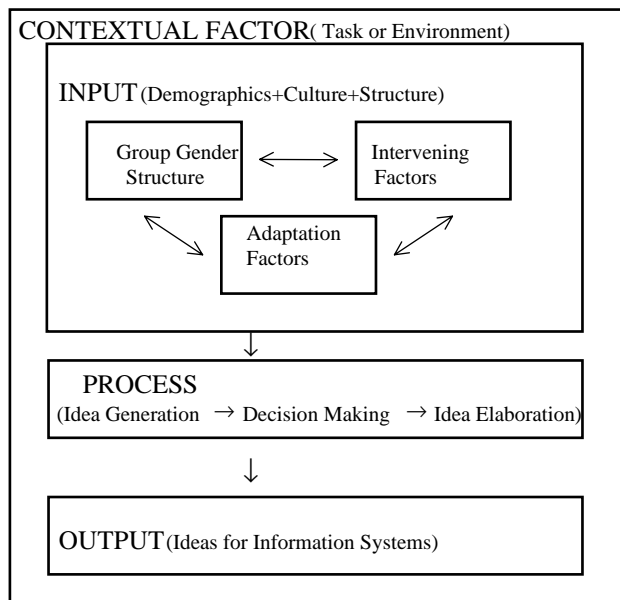 CONTEXTUAL FACTOR( Task or Environment)
INPUT (Demographics+Culture+Structure)
Group Gender
Structure
Intervening
Factors
Adaptation
Factors
PROCESS
(Idea Generation → Decision Making → Idea Elaboration)
OUTPUT (Ideas for Information Systems)